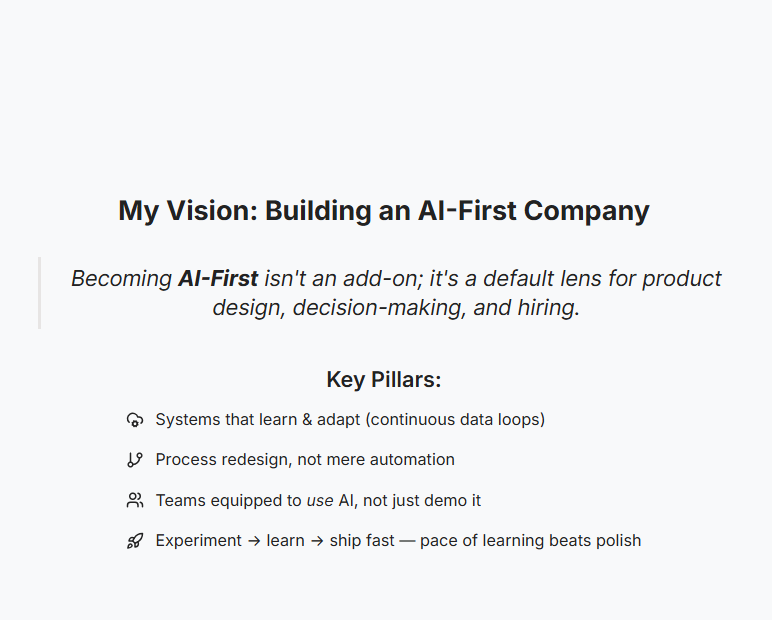 My Vision: Building an AI-First Company
Becoming AI-First isn't an add-on; it's a default lens for product
design, decision-making, and hiring.
Key Pillars:
Systems that learn & adapt (continuous data loops)
Process redesign, not mere automation
Teams equipped to use AI, not just demo it
Experiment → learn → ship fast — pace of learning beats polish